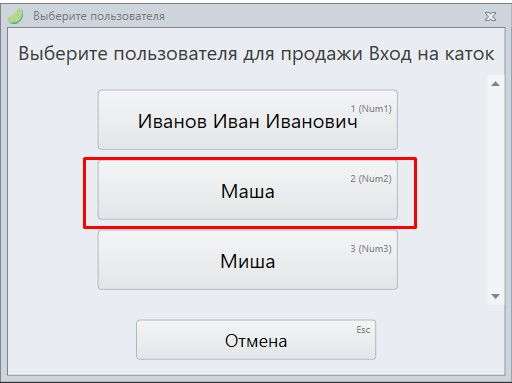 Выберите пользователя
Выберите пользователя для продажи Вход на каток
1 (Num1)
Иванов Иван Иванович
2 (Num2)
Маша
3 (Num3)
Миша
Esc
Отмена